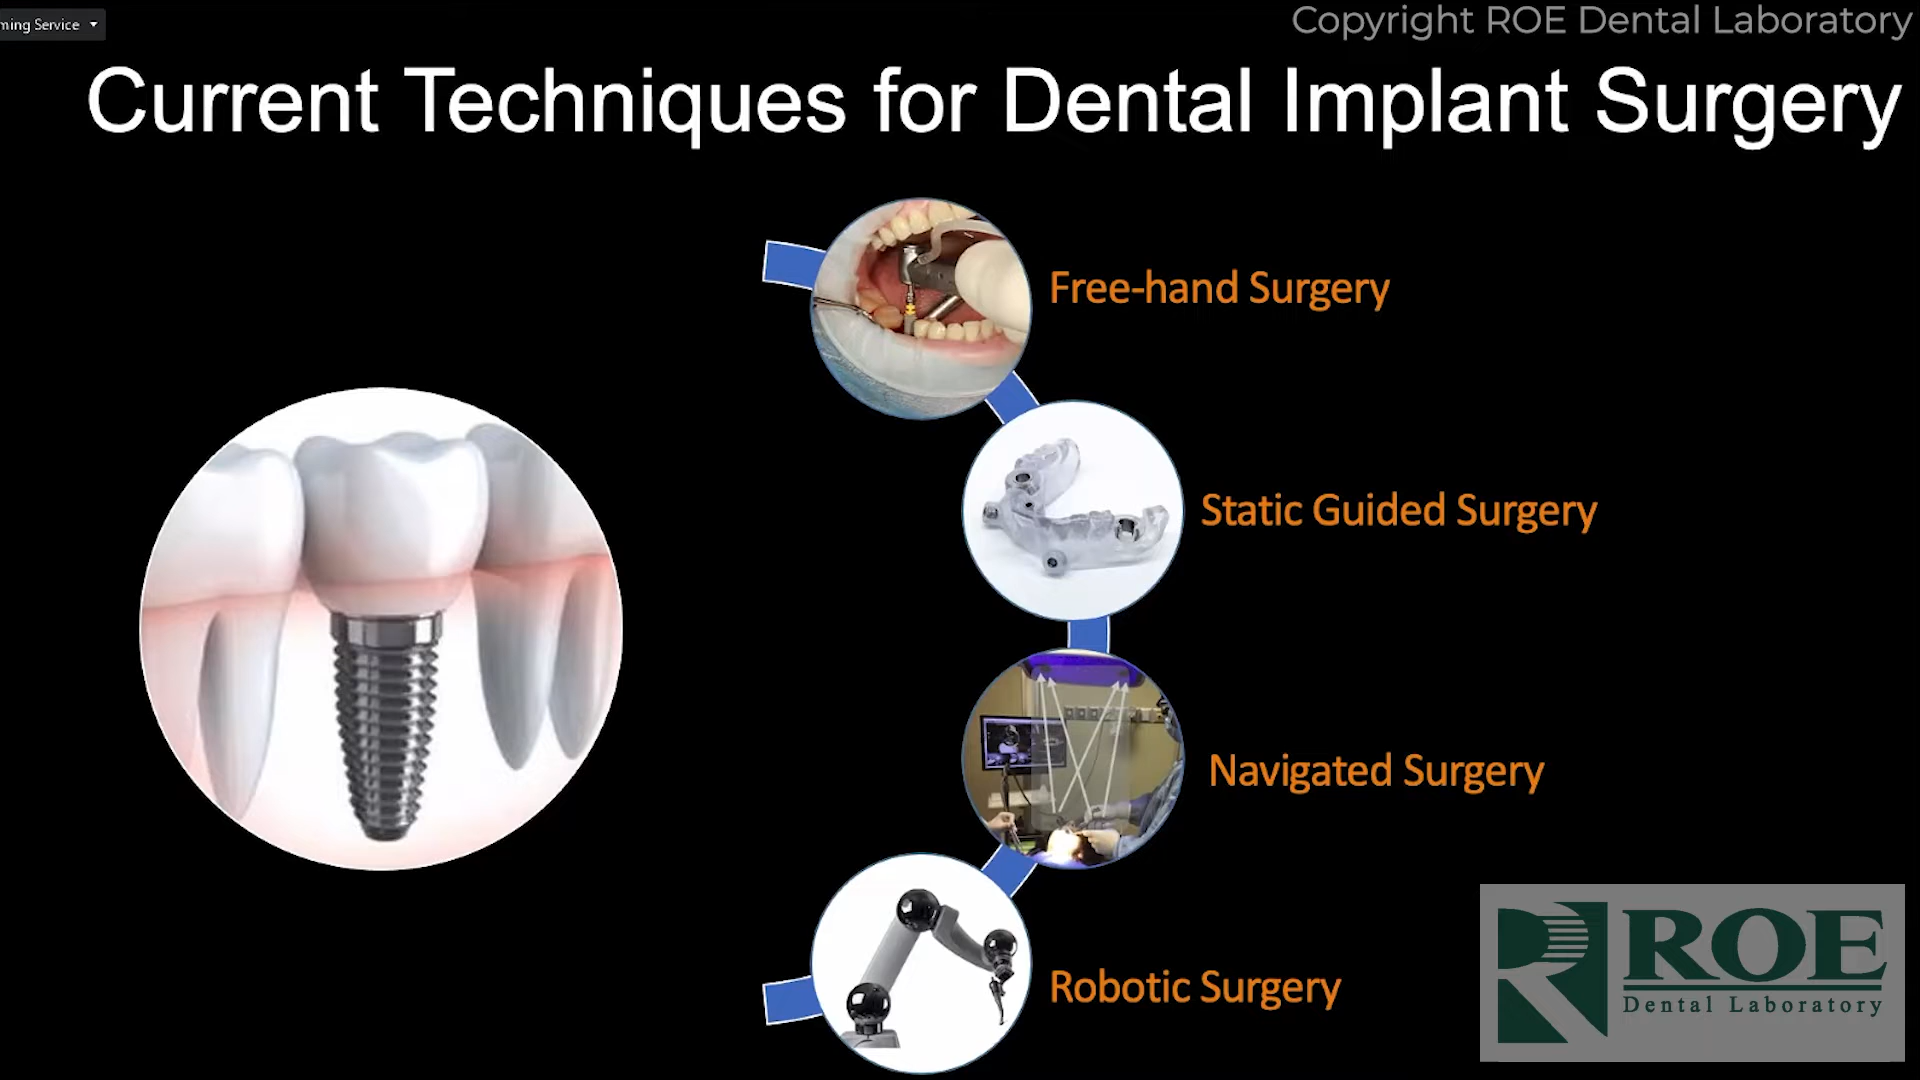 ming Service
Copyright ROE Dental Laboratory
Current Techniques for Dental Implant Surgery
Free-hand Surgery
Static Guided Surgery
Navigated Surgery
Robotic Surgery
ROE
Dental Laboratory